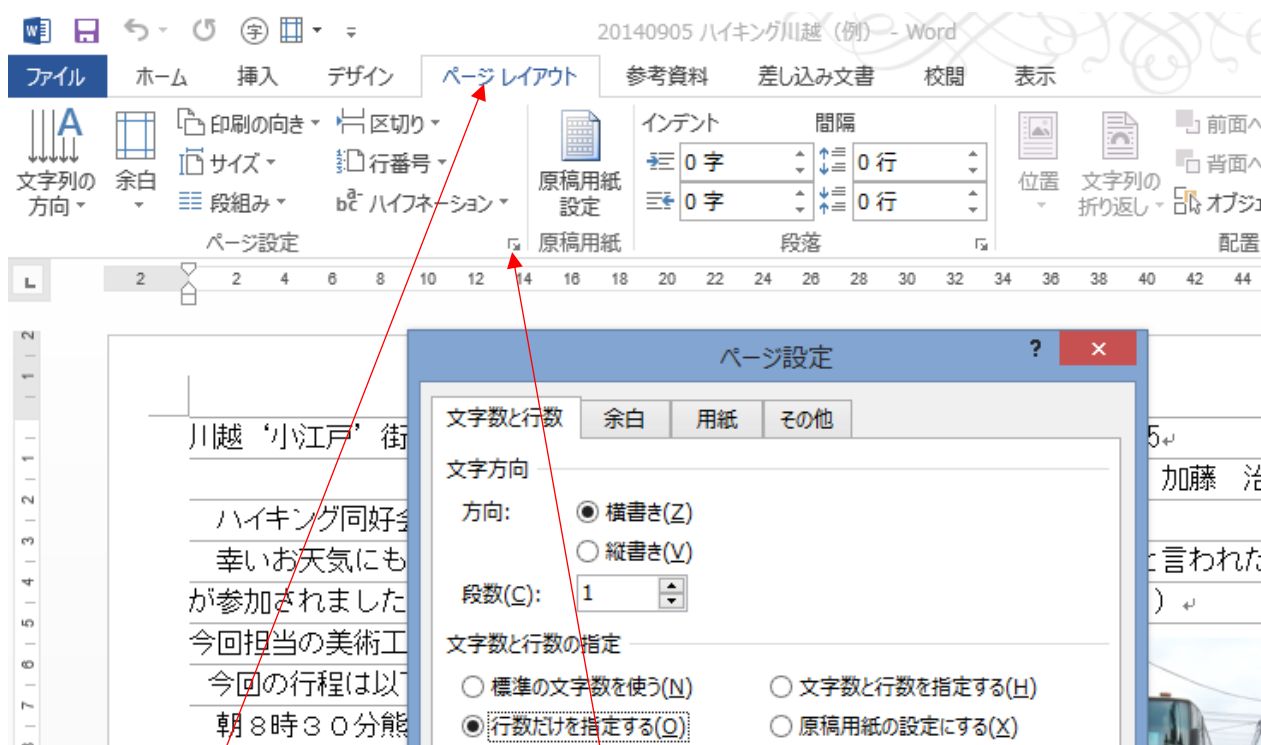 20140905 ハイキング川越（例） - Word
ファイル ホーム 挿入 デザイン ページ レイアウト 参考資料 差し込み文書 校閲 表示
文字列の方向
余白
印刷の向き
サイズ
段組み
区切り
行番号
ハイフネーション
ページ設定
原稿用紙設定
原稿用紙
インデント 間隔
0 字 0 行
0 字 0 行
段落
位置
文字列の折り返し
前面へ
背面へ
オブジェ
配置
2 2 4 6 8 10 12 14 16 18 20 22 24 26 28 30 32 34 36 38 40 42 44
2 1 1 2 3 4 5 6 7
ページ設定
文字数と行数 余白 用紙 その他
文字方向
方向: 横書き(Z)
縦書き(V)
段数(C): 1
文字数と行数の指定
標準の文字数を使う(N) 文字数と行数を指定する(H)
行数だけを指定する(O) 原稿用紙の設定にする(X)
川越‘小江戸’街
加藤 治
ハイキング同好会
幸いお天気にも と言われた
が参加されました ）
今回担当の美術工
今回の行程は以下
朝８時３０分熊